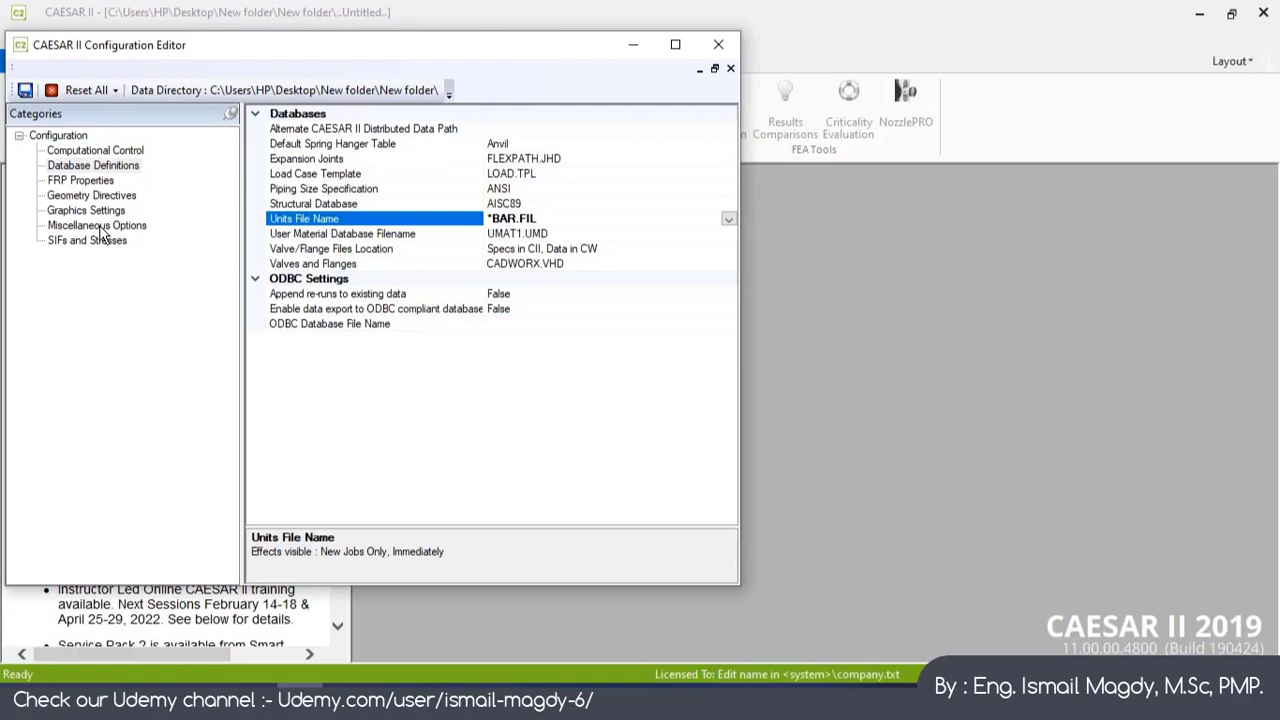 C2 CAESAR II - [C:\Users\HP\Desktop\New folder\New folder\..Untitled..]
Layout
C2 CAESAR II Configuration Editor
Reset All
Data Directory : C:\Users\HP\Desktop\New folder\New folder\
Categories
Configuration
Computational Control
Database Definitions
FRP Properties
Geometry Directives
Graphics Settings
Miscellaneous Options
SIFs and Stresses
Databases
Alternate CAESAR II Distributed Data Path
Default Spring Hanger Table Anvil
Expansion Joints FLEXPATH.JHD
Load Case Template LOAD.TPL
Piping Size Specification ANSI
Structural Database AISC89
Units File Name *BAR.FIL
User Material Database Filename UMAT1.UMD
Valve/Flange Files Location Specs in CII, Data in CW
Valves and Flanges CADWORX.VHD
ODBC Settings
Append re-runs to existing data False
Enable data export to ODBC compliant database False
ODBC Database File Name
Units File Name
Effects visible : New Jobs Only, Immediately
Results
Comparisons
Criticality
Evaluation
NozzlePRO
FEA Tools
Instructor Led Online CAESAR II training
available. Next Sessions February 14-18 &
April 25-29, 2022. See below for details.
Service Pack 2 is available from Smart
CAESAR II 2019
11.00.00.4800 (Build 190424)
Ready
Licensed To: Edit name in <system>\company.txt
Check our Udemy channel :- Udemy.com/user/ismail-magdy-6/
By : Eng. Ismail Magdy, M.Sc, PMP.